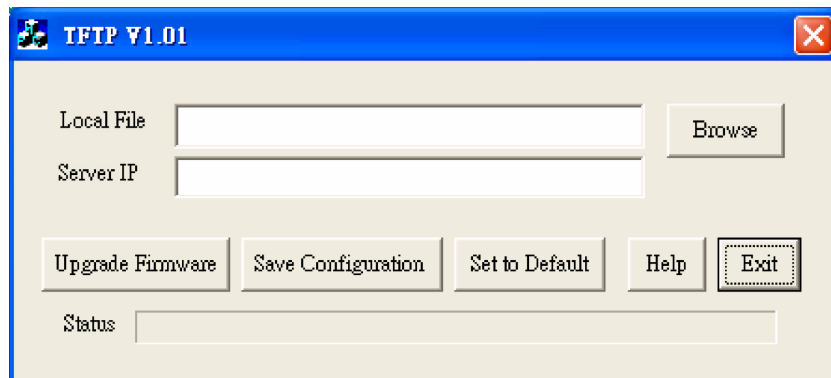 TFTP V1.01
Local File
Browse
Server IP
Upgrade Firmware Save Configuration Set to Default Help Exit
Status